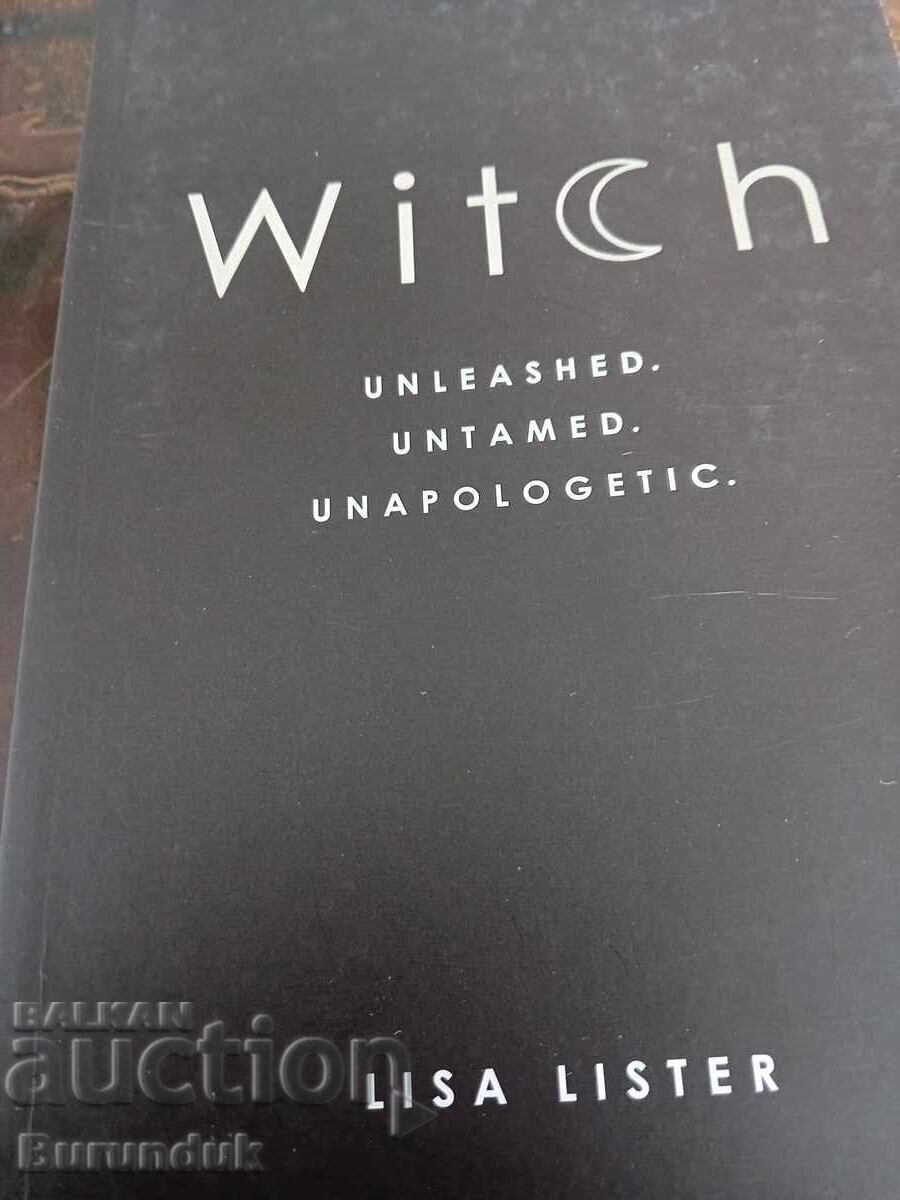 Witch
UNLEASHED.
UNTAMED.
UNAPOLOGETIC.
LISA LISTER
BALKAN
auction
Burunduk